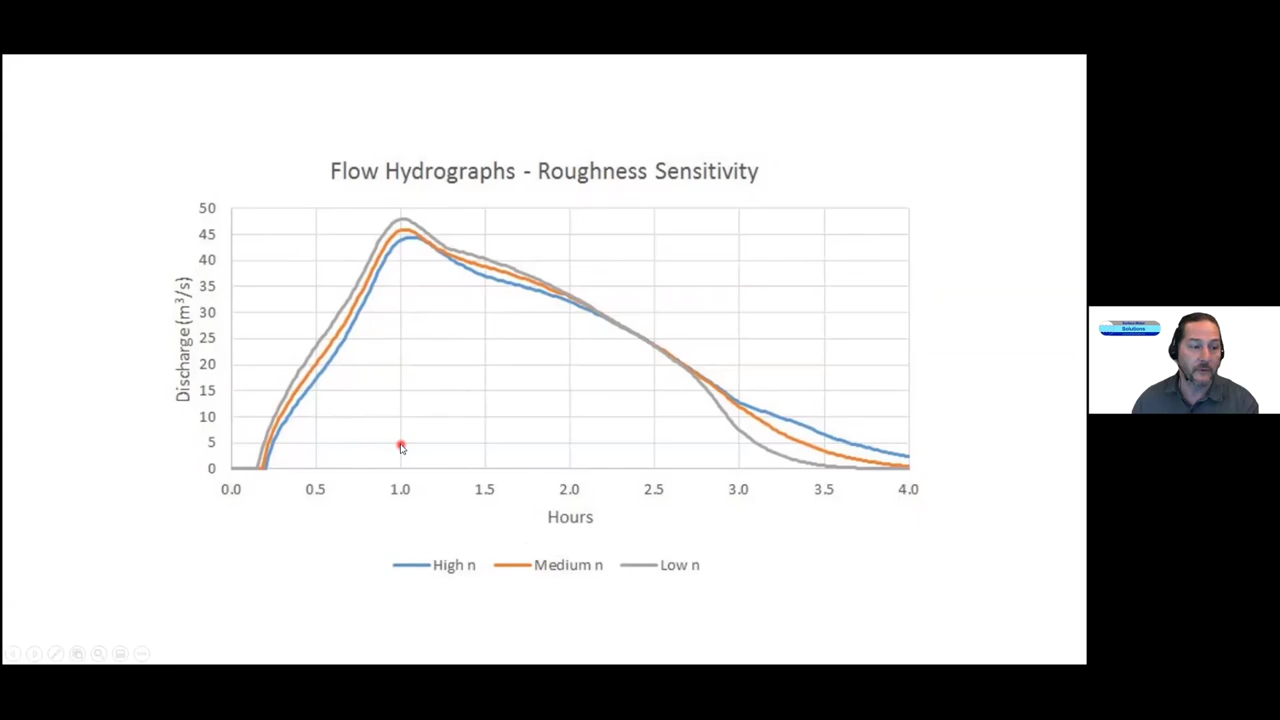 Flow Hydrographs - Roughness Sensitivity
50
45
40
35
30
25
20
15
10
5
0
Discharge (m³/s)
0.0 0.5 1.0 1.5 2.0 2.5 3.0 3.5 4.0
Hours
High n Medium n Low n
Solutions